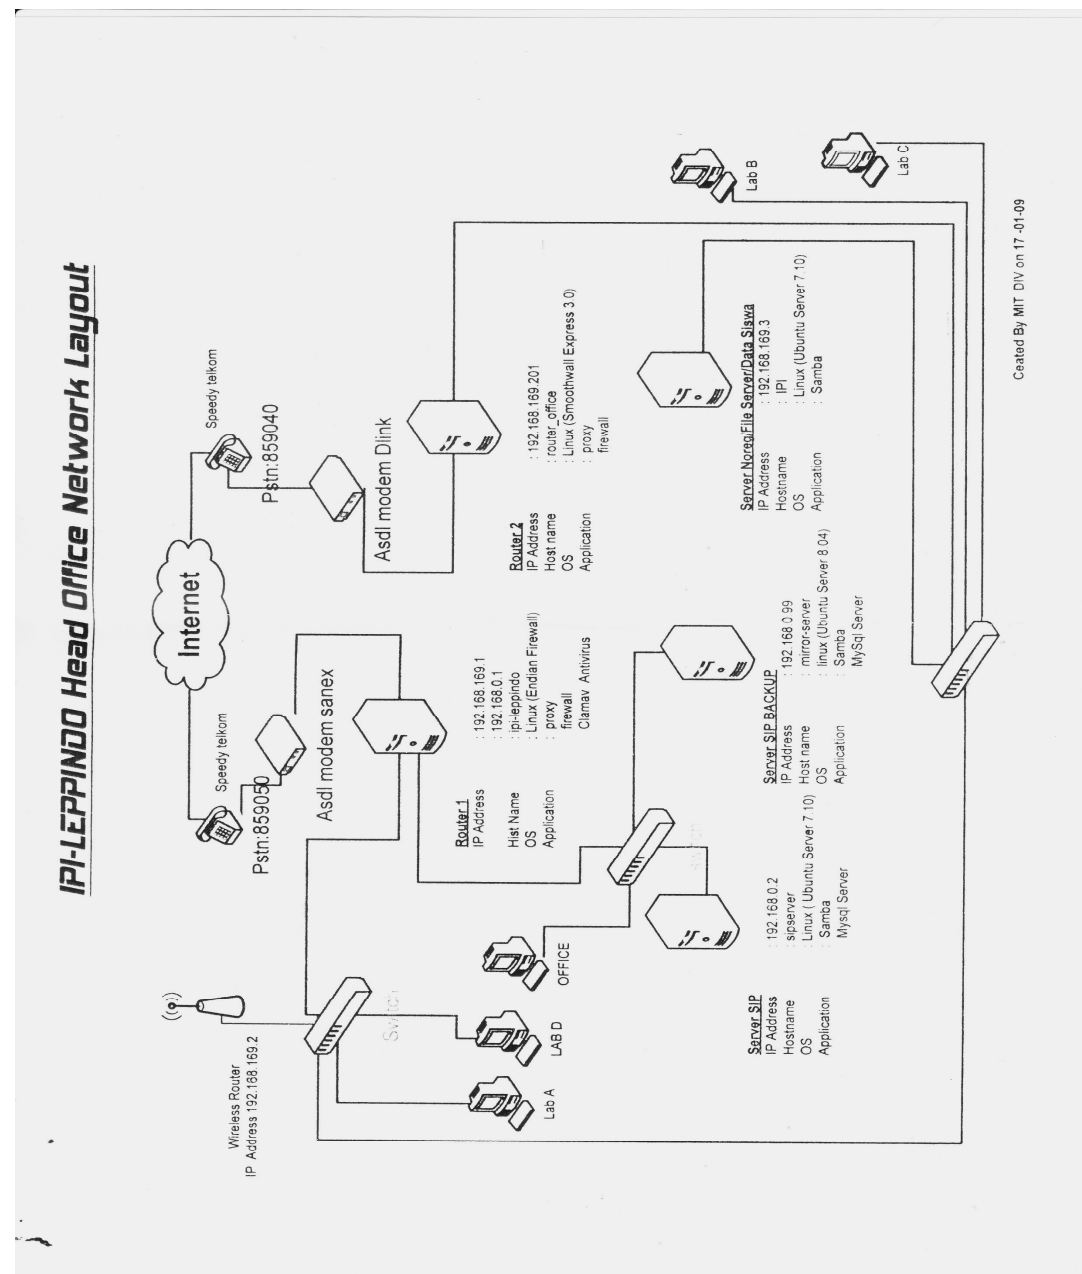 IPI-LEPPINDO Head Office Network Layout
Internet
Speedy telkom
Pstn:859050
Asdl modem sanex
Speedy telkom
Pstn:859040
Asdl modem Dlink
Wireless Router
IP Address 192.168.169.2
Switch
Lab A
LAB D
OFFICE
Router 1
IP Address : 192.168.169.1
: 192.168.0.1
Hist Name : ipi-leppindo
OS : Linux (Endian Firewall)
Application : proxy
firewall
Clamav Antivirus
Router 2
IP Address : 192.168.169.201
Host name : router_office
OS : Linux (Smoothwall Express 3.0)
Application : proxy
firewall
switch
Server SIP
IP Address : 192.168.0.2
Hostname : sipserver
OS : Linux ( Ubuntu Server 7.10)
Application : Samba
Mysql Server
Server SIP BACKUP
IP Address : 192.168.0.99
Host name : mirror-server
OS : linux (Ubuntu Server 8.04)
Application : Samba
MySql Server
Server Noreg/File Server/Data Siswa
IP Address : 192.168.169.3
Hostname : IPI
OS : Linux (Ubuntu Server 7.10)
Application : Samba
Lab B
Lab C
Ceated By MIT DIV on 17 -01-09